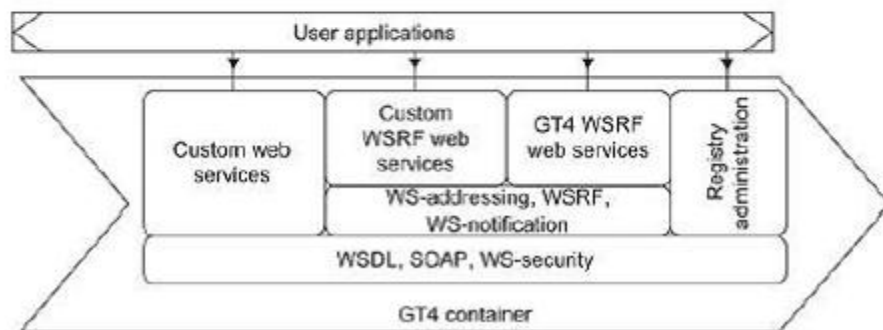 User applications
Custom web
services
Custom
WSRF web
services
GT4 WSRF
web services
Registry
administration
WS-addressing, WSRF,
WS-notification
WSDL, SOAP, WS-security
GT4 container